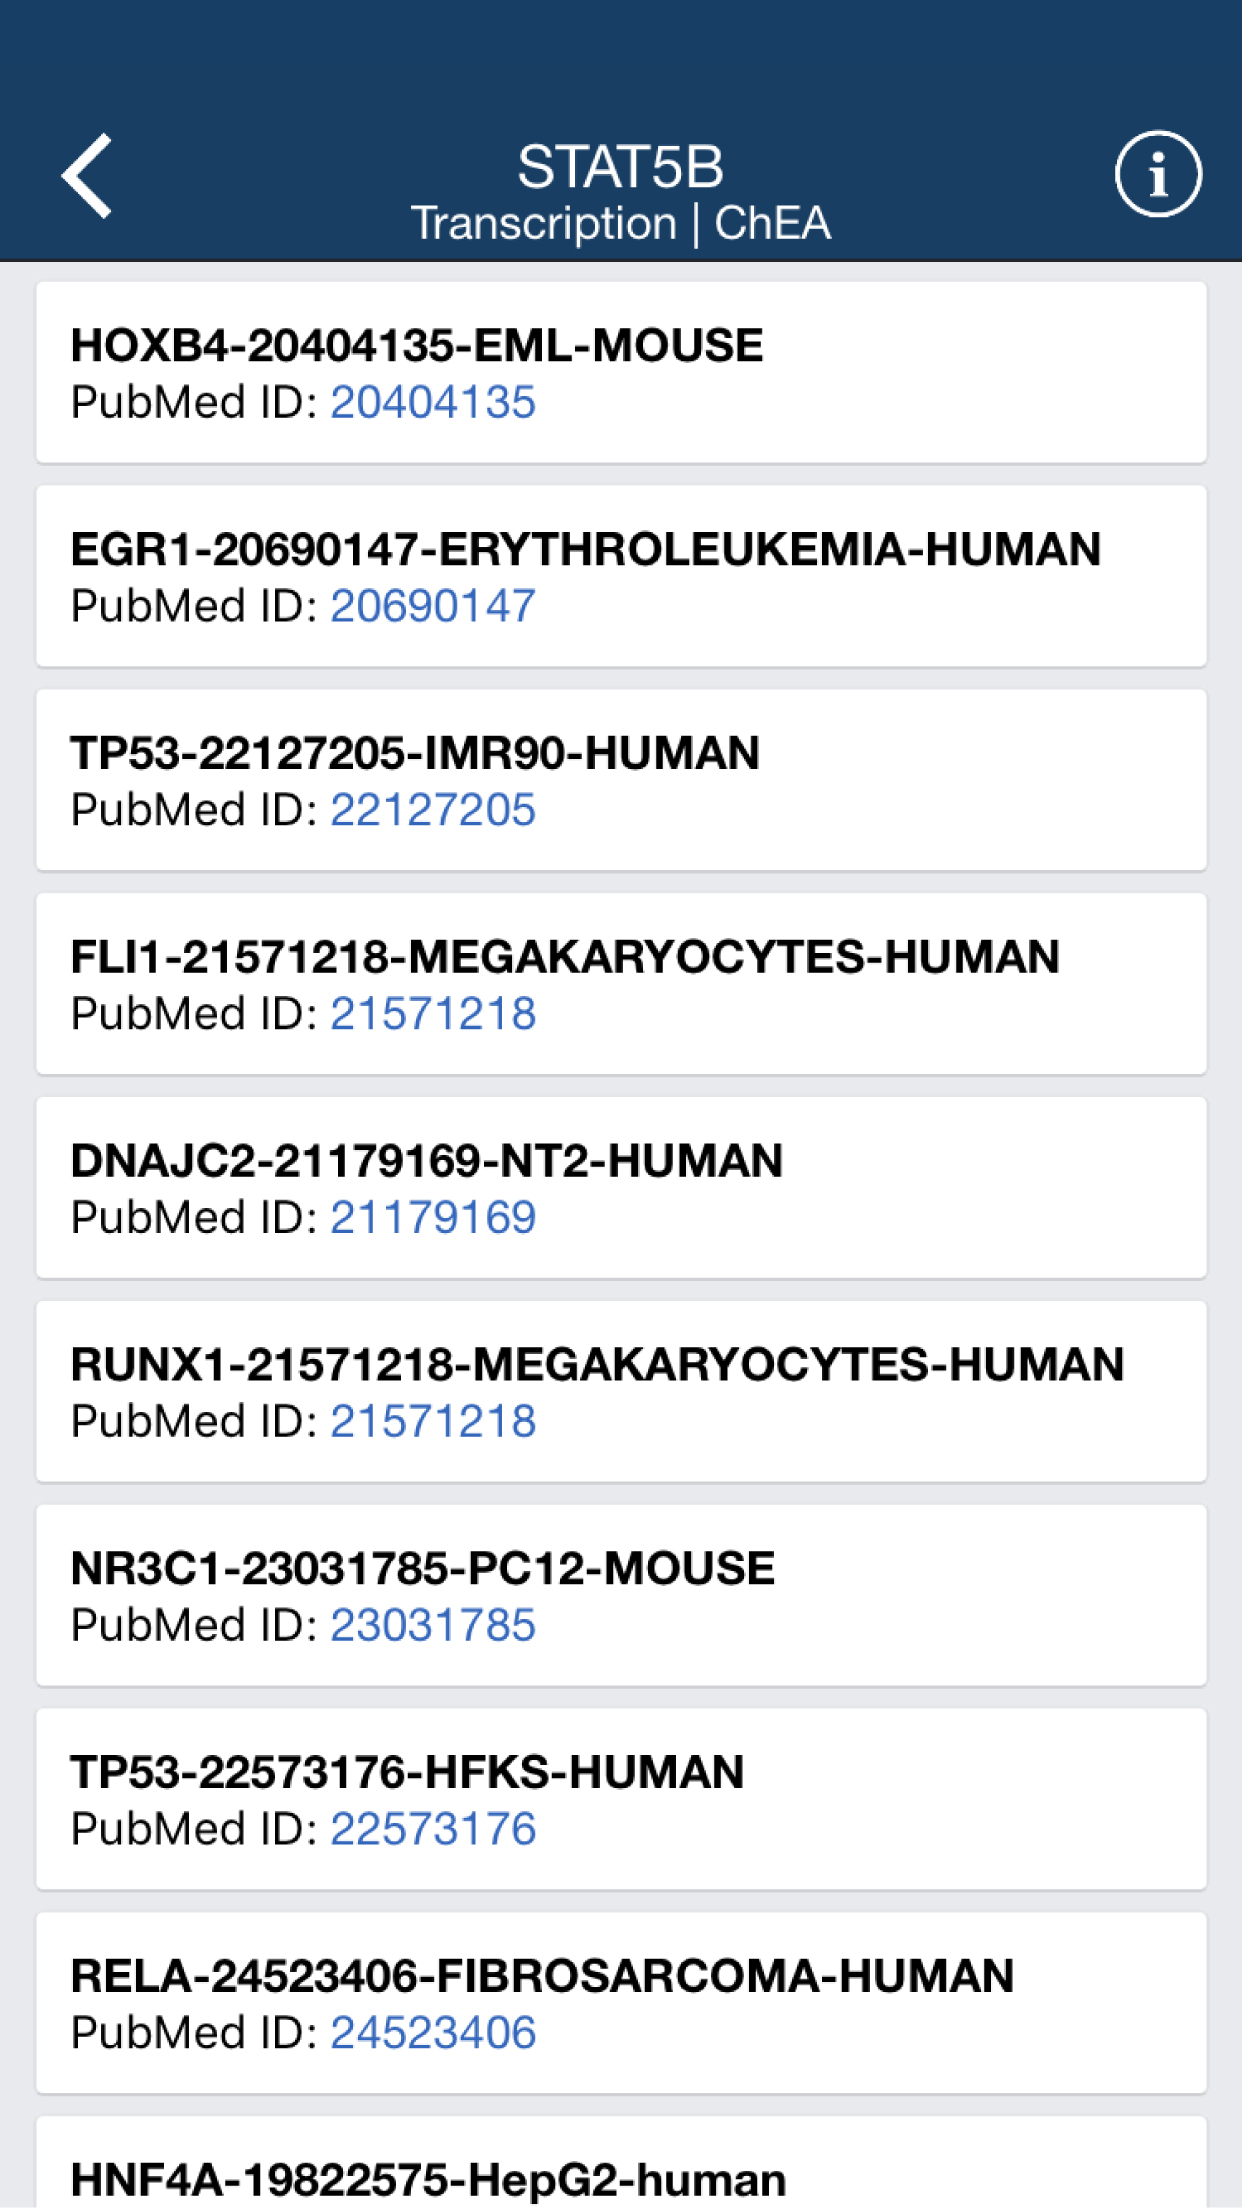 STAT5B
Transcription | ChEA
HOXB4-20404135-EML-MOUSE
PubMed ID: 20404135
EGR1-20690147-ERYTHROLEUKEMIA-HUMAN
PubMed ID: 20690147
TP53-22127205-IMR90-HUMAN
PubMed ID: 22127205
FLI1-21571218-MEGAKARYOCYTES-HUMAN
PubMed ID: 21571218
DNAJC2-21179169-NT2-HUMAN
PubMed ID: 21179169
RUNX1-21571218-MEGAKARYOCYTES-HUMAN
PubMed ID: 21571218
NR3C1-23031785-PC12-MOUSE
PubMed ID: 23031785
TP53-22573176-HFKS-HUMAN
PubMed ID: 22573176
RELA-24523406-FIBROSARCOMA-HUMAN
PubMed ID: 24523406
HNF4A-19822575-HepG2-human